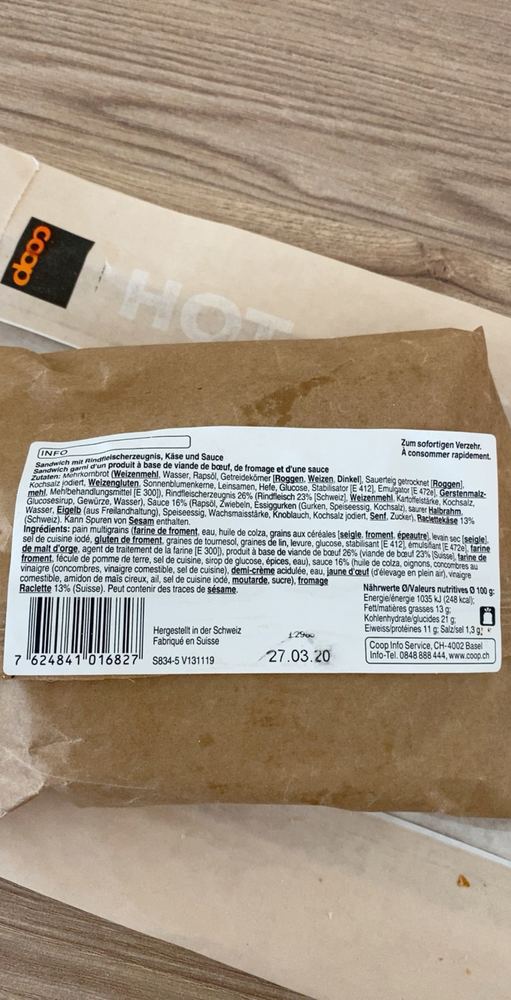 coop
HOT
INFO
Zum sofortigen Verzehr.
À consommer rapidement.
Sandwich mit Rindfleischerzeugnis, Käse und Sauce
Sandwich garni d'un produit à base de viande de bœuf, de fromage et d'une sauce
Zutaten: Mehrkornbrot (Weizenmehl, Wasser, Rapsöl, Getreidekörner [Roggen, Weizen, Dinkel], Sauerteig getrocknet [Roggen],
Kochsalz jodiert, Weizengluten, Sonnenblumenkerne, Leinsamen, Hefe, Glucose, Stabilisator [E 412], Emulgator [E 472e], Gerstenmalz-
mehl, Mehlbehandlungsmittel [E 300]), Rindfleischerzeugnis 26% (Rindfleisch 23% [Schweiz], Weizenmehl, Kartoffelstärke, Kochsalz,
Glucosesirup, Gewürze, Wasser), Sauce 16% (Rapsöl, Zwiebeln, Essiggurken (Gurken, Speiseessig, Kochsalz), saurer Halbrahm,
Wasser, Eigelb (aus Freilandhaltung), Speiseessig, Wachsmaisstärke, Knoblauch, Kochsalz jodiert, Senf, Zucker), Raclettekäse 13%
(Schweiz). Kann Spuren von Sesam enthalten.
Ingrédients: pain multigrains (farine de froment, eau, huile de colza, grains aux céréales [seigle, froment, épeautre], levain sec [seigle],
sel de cuisine iodé, gluten de froment, graines de tournesol, graines de lin, levure, glucose, stabilisant [E 412], émulsifiant [E 472e], farine
de malt d'orge, agent de traitement de la farine [E 300]), produit à base de viande de bœuf 26% (viande de bœuf 23% [Suisse], farine de
froment, fécule de pomme de terre, sel de cuisine, sirop de glucose, épices, eau), sauce 16% (huile de colza, oignons, concombres au
vinaigre (concombres, vinaigre comestible, sel de cuisine), demi-crème acidulée, eau, jaune d'œuf (d'élevage en plein air), vinaigre
comestible, amidon de maïs cireux, ail, sel de cuisine iodé, moutarde, sucre), fromage
Raclette 13% (Suisse). Peut contenir des traces de sésame.
Nährwerte Ø/Valeurs nutritives Ø 100 g:
Energie/énergie 1035 kJ (248 kcal);
Fett/matières grasses 13 g;
Kohlenhydrate/glucides 21 g;
Eiweiss/protéines 11 g; Salz/sel 1,3 g;
7 624841 016827
Hergestellt in der Schweiz
Fabriqué en Suisse
S834-5 V131119
27.03.20
Coop Info Service, CH-4002 Basel
Info-Tel. 0848 888 444, www.coop.ch